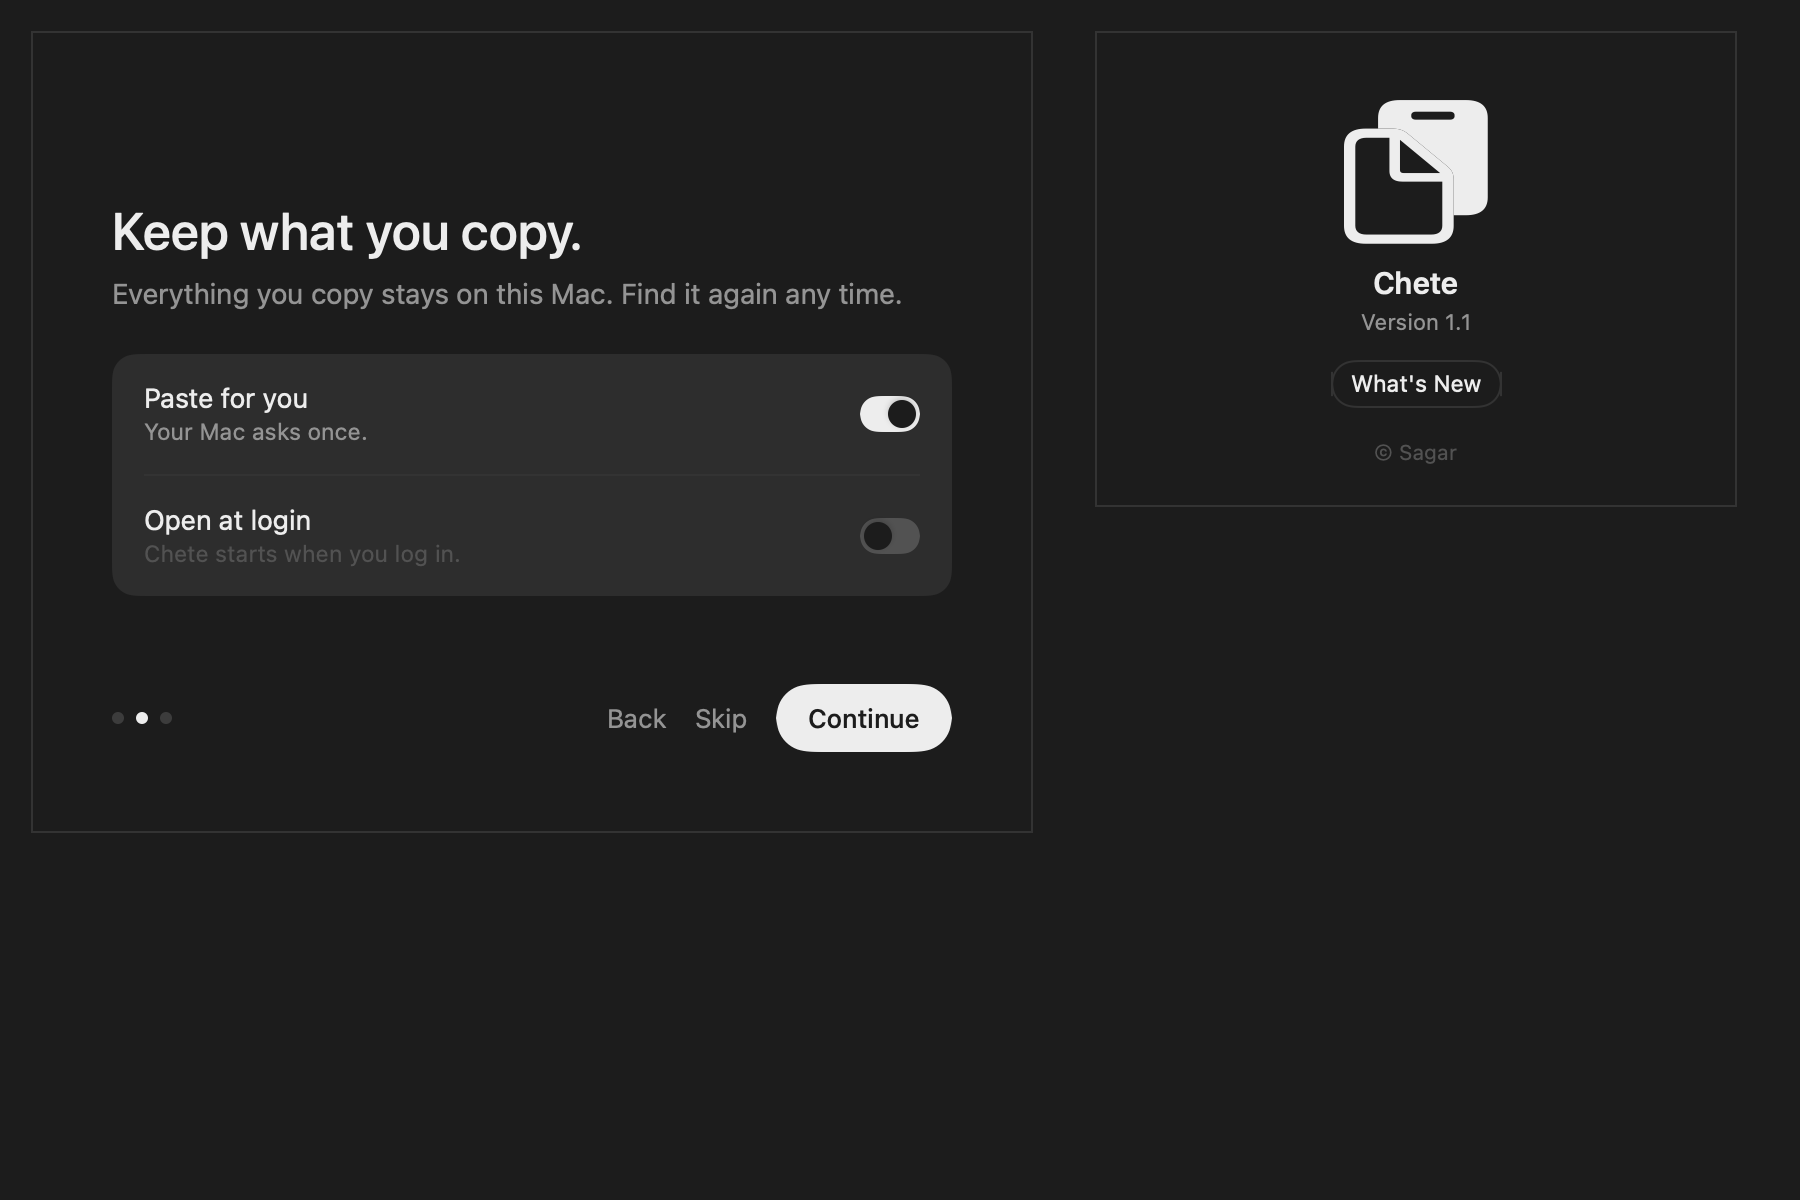 Keep what you copy.
Everything you copy stays on this Mac. Find it again any time.
Paste for you
Your Mac asks once.
Open at login
Chete starts when you log in.
Back
Skip
Continue
Chete
Version 1.1
What's New
© Sagar